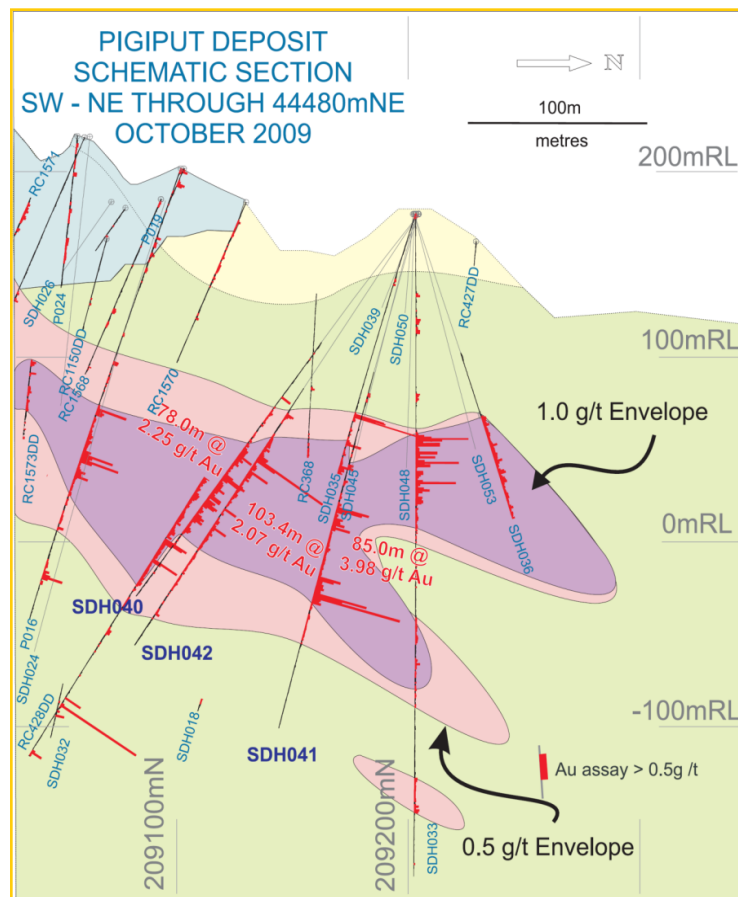 PIGIPUT DEPOSIT
SCHEMATIC SECTION
SW - NE THROUGH 44480mNE
OCTOBER 2009
N
100m
metres
200mRL
RC1571
P019
SDH026
P024
RC1150DD
RC1568
RC1570
SDH039
SDH050
RC427DD
100mRL
1.0 g/t Envelope
78.0m @
2.25 g/t Au
RC1573DD
RC368
SDH035
SDH045
SDH048
SDH053
SDH036
0mRL
103.4m @
2.07 g/t Au
85.0m @
3.98 g/t Au
SDH040
SDH042
P016
SDH024
RC428DD
SDH032
SDH018
SDH041
-100mRL
Au assay > 0.5g /t
209100mN
209200mN
SDH033
0.5 g/t Envelope